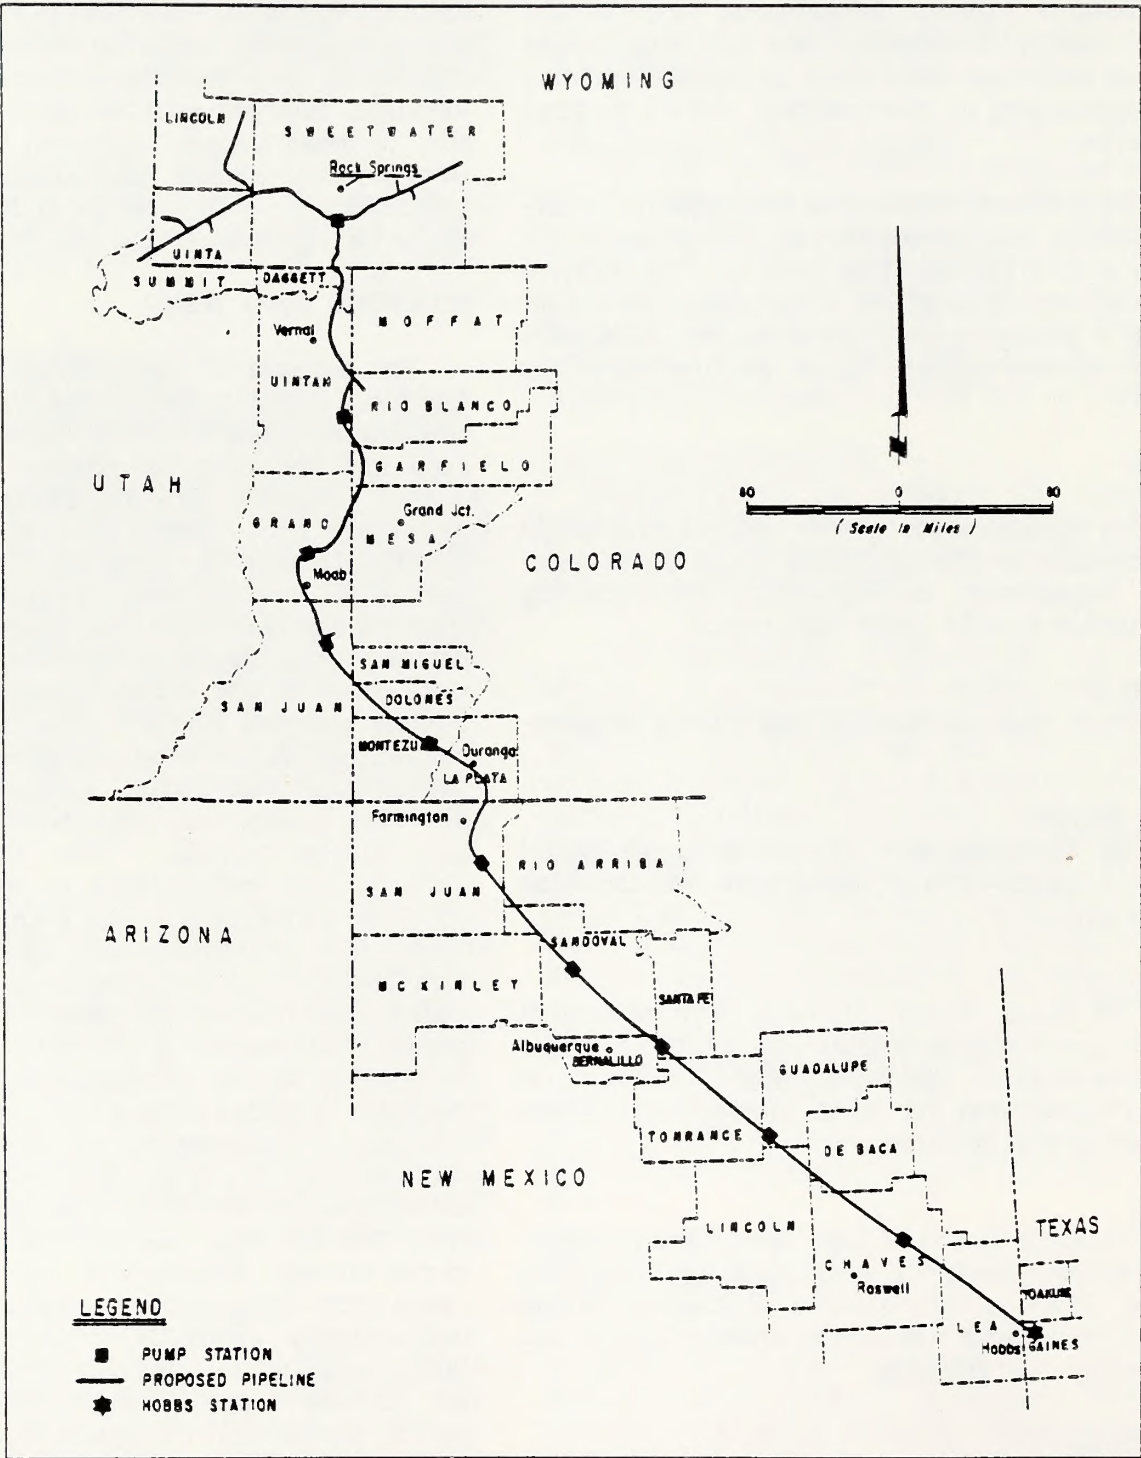 WYOMING
LINCOLN
SWEETWATER
Rock Springs
UINTA
SUMMIT
DAGGETT
MOFFAT
Vernal
UINTAH
RIO BLANCO
GARFIELD
UTAH
80 0 80
(Scale in Miles)
Grand Jct.
GRAND
MESA
COLORADO
Moab
SAN MIGUEL
DOLONES
SAN JUAN
MONTEZU
Durango
LA PLATA
Farmington
RIO ARRIBA
SAN JUAN
ARIZONA
SANDOVAL
MCKINLEY
SANTA FE
Albuquerque
BERNALILLO
GUADALUPE
TORRANCE
DE BACA
NEW MEXICO
LINCOLN
TEXAS
CHAVES
Roswell
YOAKUM
LEA
Hobbs
GAINES
LEGEND
PUMP STATION
PROPOSED PIPELINE
HOBBS STATION